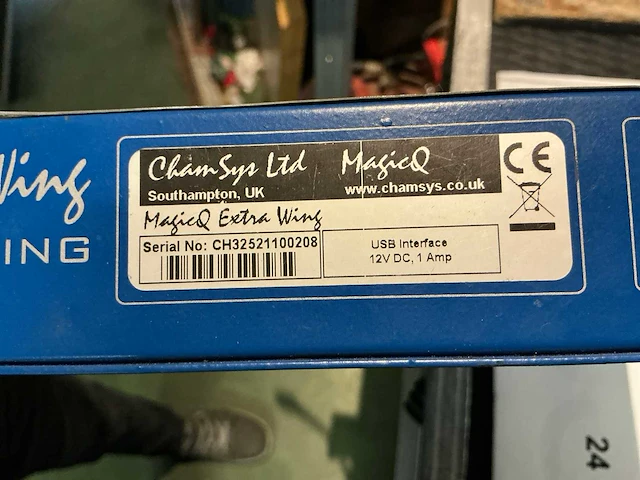 Wing
ING
ChamSys Ltd MagicQ
Southampton, UK www.chamsys.co.uk
CE
MagicQ Extra Wing
Serial No: CH32521100208
USB Interface
12V DC, 1 Amp
24